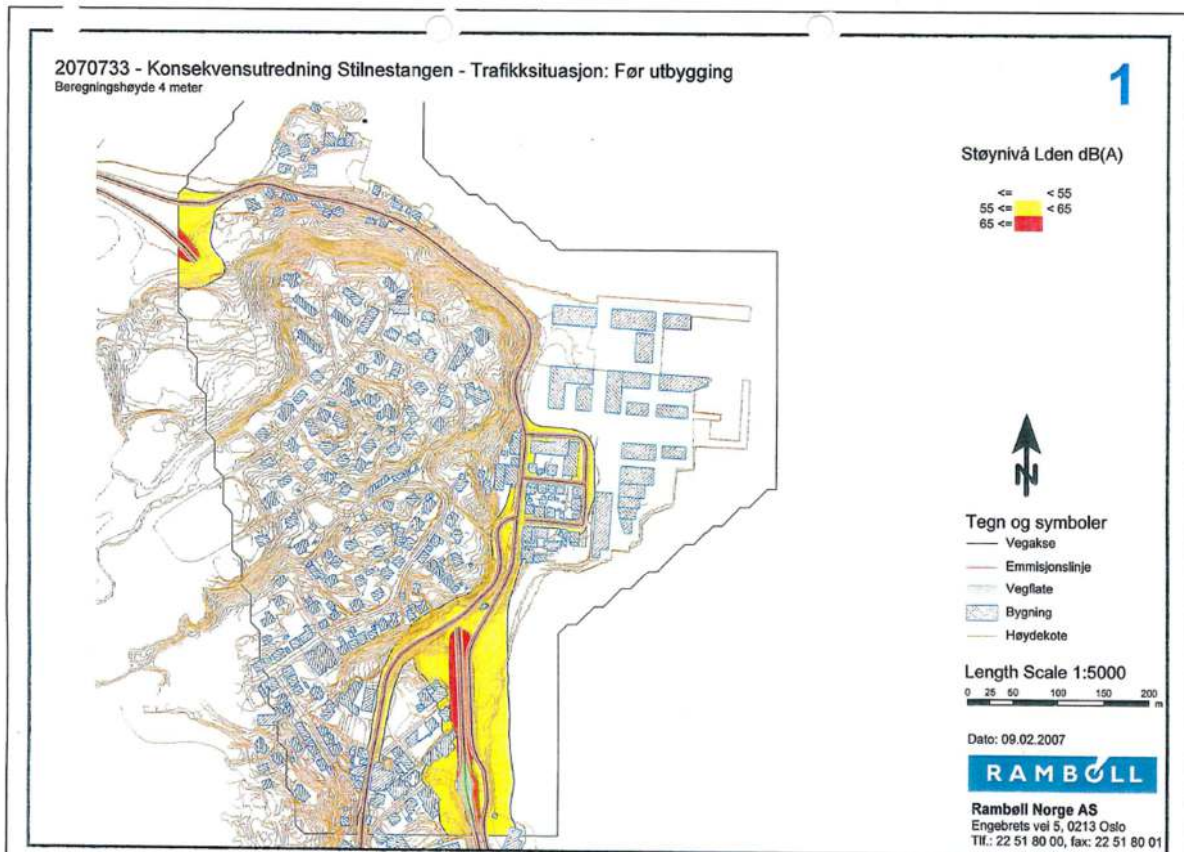 2070733 - Konsekvensutredning Stilnestangen - Trafikksituasjon: Før utbygging
Beregningshøyde 4 meter
1
Støynivå Lden dB(A)
<= < 55
55 <= < 65
65 <=
N
Tegn og symboler
Vegakse
Emmisjonslinje
Vegflate
Bygning
Høydekote
Length Scale 1:5000
0 25 50 100 150 200
m
Dato: 09.02.2007
RAMBØLL
Rambøll Norge AS
Engebrets vei 5, 0213 Oslo
Tlf.: 22 51 80 00, fax: 22 51 80 01